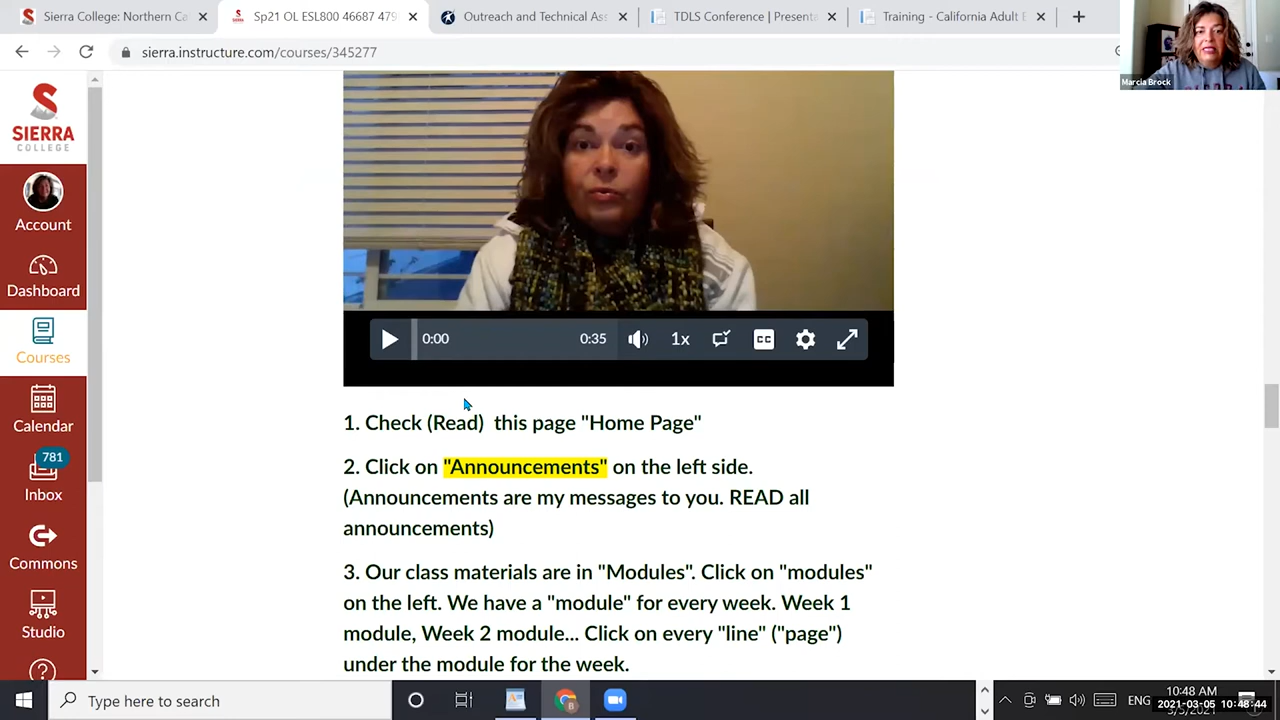 Sierra College: Northern Ca
Sp21 OL ESL800 46687 479
Outreach and Technical Ass
TDLS Conference | Presenta
Training - California Adult E
sierra.instructure.com/courses/345277
Marcia Brock
SIERRA
COLLEGE
Account
Dashboard
Courses
Calendar
781
Inbox
Commons
Studio
0:00
0:35
1x
CC
1. Check (Read)  this page "Home Page"
2. Click on "Announcements" on the left side.
(Announcements are my messages to you. READ all
announcements)
3. Our class materials are in "Modules". Click on "modules"
on the left. We have a "module" for every week. Week 1
module, Week 2 module... Click on every "line" ("page")
under the module for the week.
Type here to search
ENG
10:48 AM
2021-03-05 10:48:44